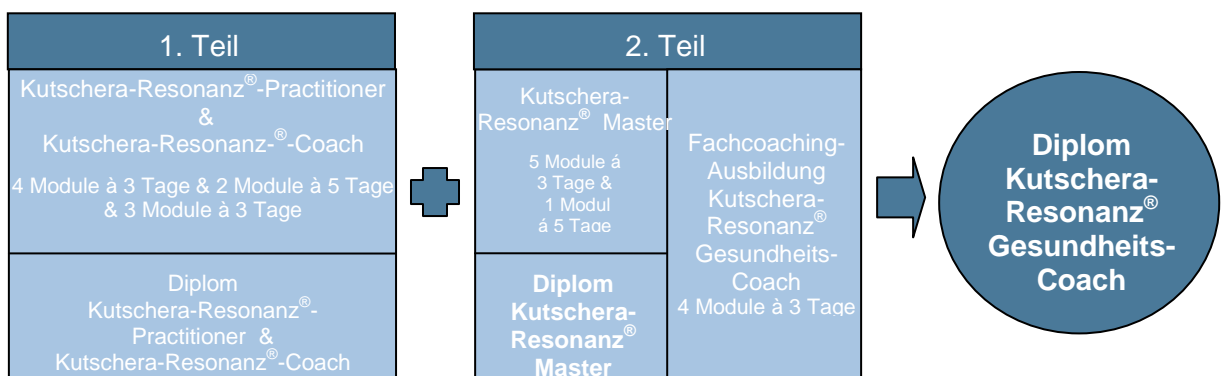 1. Teil
Kutschera-Resonanz®-Practitioner
&
Kutschera-Resonanz-®-Coach
4 Module à 3 Tage & 2 Module à 5 Tage
& 3 Module à 3 Tage
Diplom
Kutschera-Resonanz®-
Practitioner &
Kutschera-Resonanz®-Coach
2. Teil
Kutschera-
Resonanz® Master
5 Module á
3 Tage &
1 Modul
á 5 Tage
Diplom
Kutschera-
Resonanz®
Master
Fachcoaching-
Ausbildung
Kutschera-
Resonanz®
Gesundheits-
Coach
4 Module à 3 Tage
Diplom
Kutschera-
Resonanz®
Gesundheits-
Coach